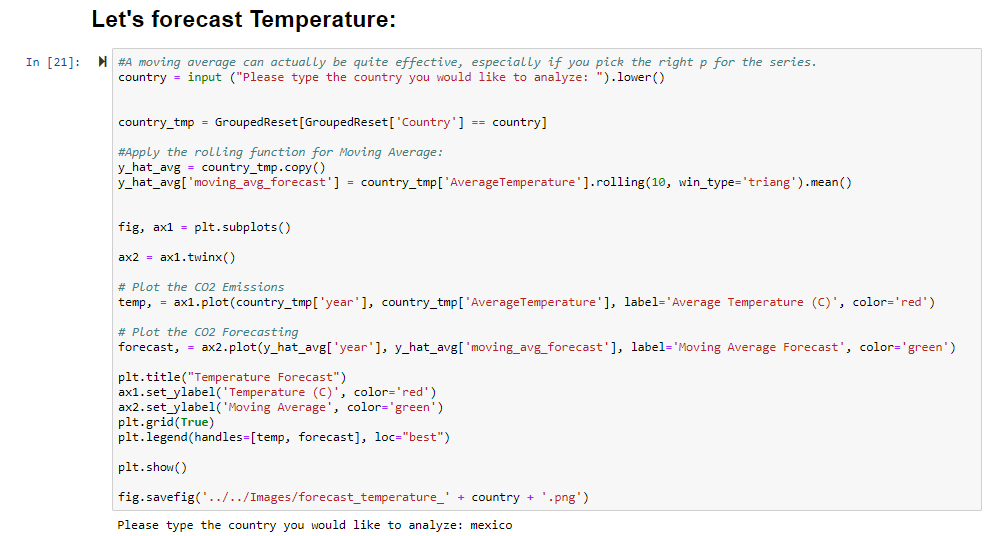 Let's forecast Temperature:
In [21]:
#A moving average can actually be quite effective, especially if you pick the right p for the series.
country = input ("Please type the country you would like to analyze: ").lower()
country_tmp = GroupedReset[GroupedReset['Country'] == country]
#Apply the rolling function for Moving Average:
y_hat_avg = country_tmp.copy()
y_hat_avg['moving_avg_forecast'] = country_tmp['AverageTemperature'].rolling(10, win_type='triang').mean()
fig, ax1 = plt.subplots()
ax2 = ax1.twinx()
# Plot the CO2 Emissions
temp, = ax1.plot(country_tmp['year'], country_tmp['AverageTemperature'], label='Average Temperature (C)', color='red')
# Plot the CO2 Forecasting
forecast, = ax2.plot(y_hat_avg['year'], y_hat_avg['moving_avg_forecast'], label='Moving Average Forecast', color='green')
plt.title("Temperature Forecast")
ax1.set_ylabel('Temperature (C)', color='red')
ax2.set_ylabel('Moving Average', color='green')
plt.grid(True)
plt.legend(handles=[temp, forecast], loc="best")
plt.show()
fig.savefig('../../Images/forecast_temperature_' + country + '.png')
Please type the country you would like to analyze: mexico